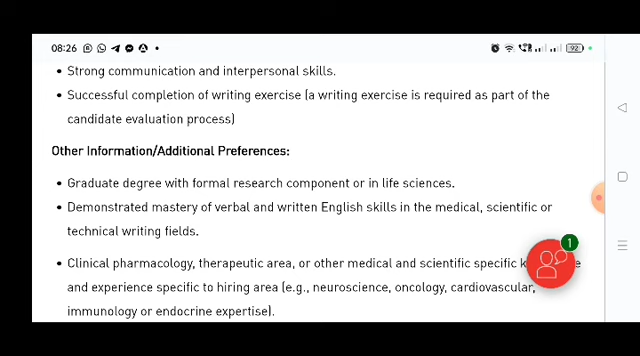 08:26
92
Strong communication and interpersonal skills.
Successful completion of writing exercise (a writing exercise is required as part of the
candidate evaluation process)
Other Information/Additional Preferences:
Graduate degree with formal research component or in life sciences.
Demonstrated mastery of verbal and written English skills in the medical, scientific or
technical writing fields.
1
Clinical pharmacology, therapeutic area, or other medical and scientific specific
and experience specific to hiring area (e.g., neuroscience, oncology, cardiovascular,
immunology or endocrine expertise).